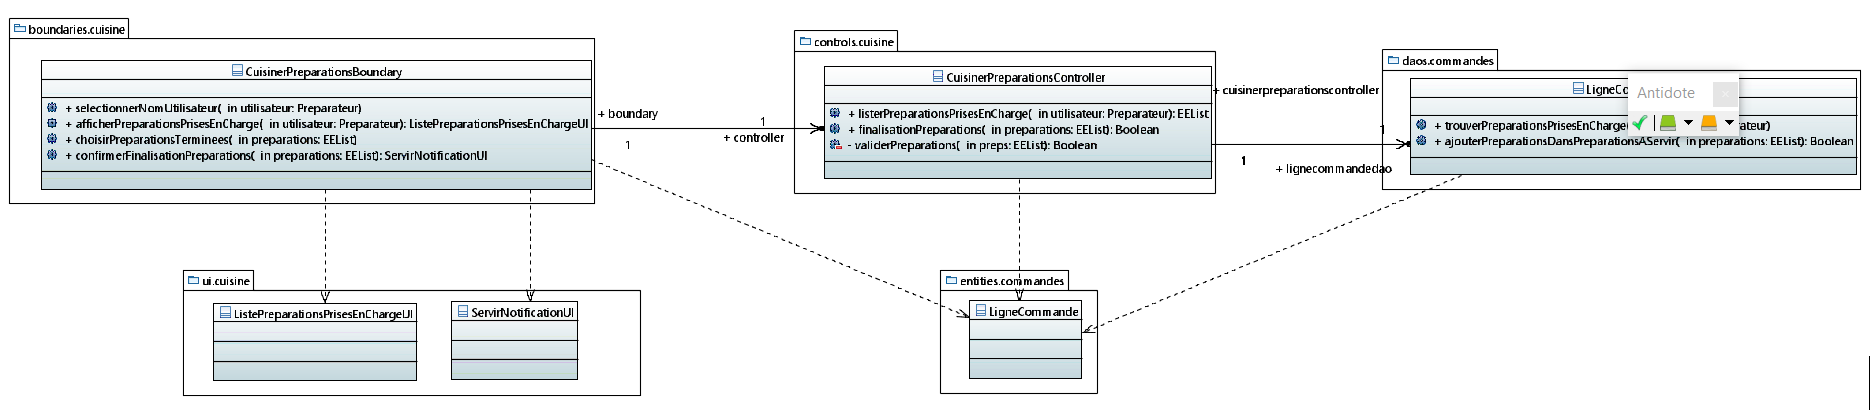 boundaries.cuisine
CuisinerPreparationsBoundary
+ selectionnerNomUtilisateur( in utilisateur: Preparateur)
+ afficherPreparationsPrisesEnCharge( in utilisateur: Preparateur): ListePreparationsPrisesEnChargeUI
+ choisirPreparationsTerminees( in preparations: EEList)
+ confirmerFinalisationPreparations( in preparations: EEList): ServirNotificationUI
+ boundary
1
1
+ controller
controls.cuisine
CuisinerPreparationsController
+ listerPreparationsPrisesEnCharge( in utilisateur: Preparateur): EEList
+ finalisationPreparations( in preparations: EEList): Boolean
- validerPreparations( in preps: EEList): Boolean
+ cuisinerpreparationscontroller
1
1
+ lignecommandedao
daos.commandes
LigneCo
Antidote
+ trouverPreparationsPrisesEnCharge
rateur)
+ ajouterPreparationsDansPreparationsAServir( in preparations: EEList): Boolean
ui.cuisine
ListePreparationsPrisesEnChargeUI
ServirNotificationUI
entities.commandes
LigneCommande